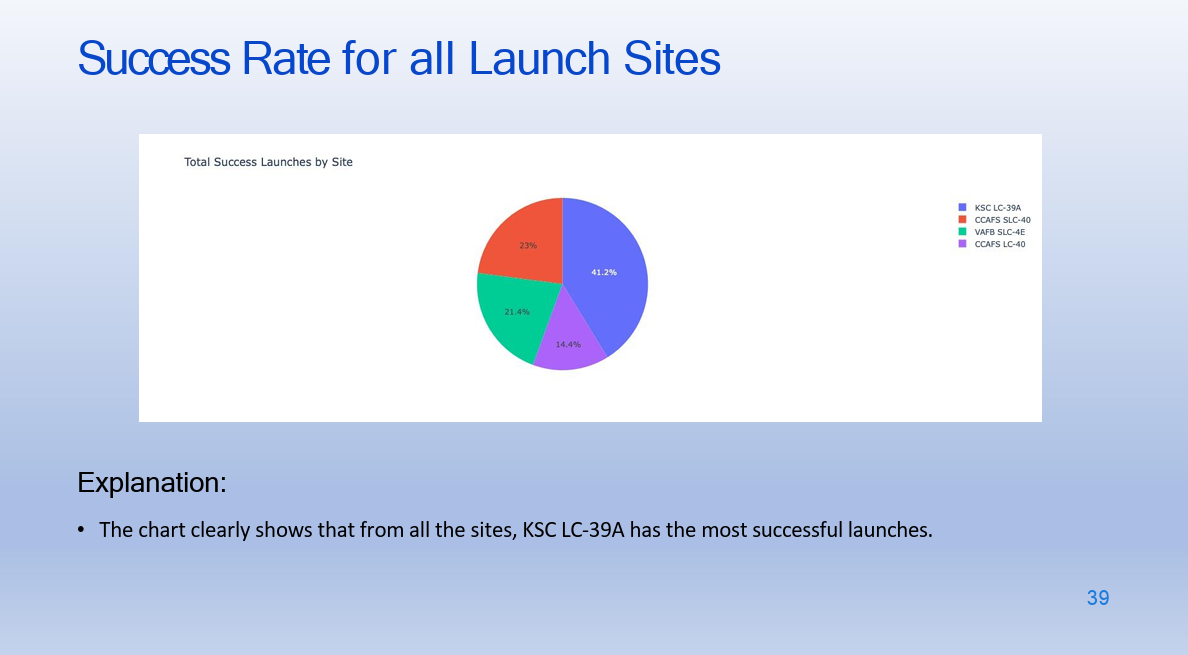 Success Rate for all Launch Sites
Total Success Launches by Site
KSC LC-39A
CCAFS SLC-40
VAFB SLC-4E
CCAFS LC-40
23%
41.2%
21.4%
14.4%
Explanation:
• The chart clearly shows that from all the sites, KSC LC-39A has the most successful launches.
39